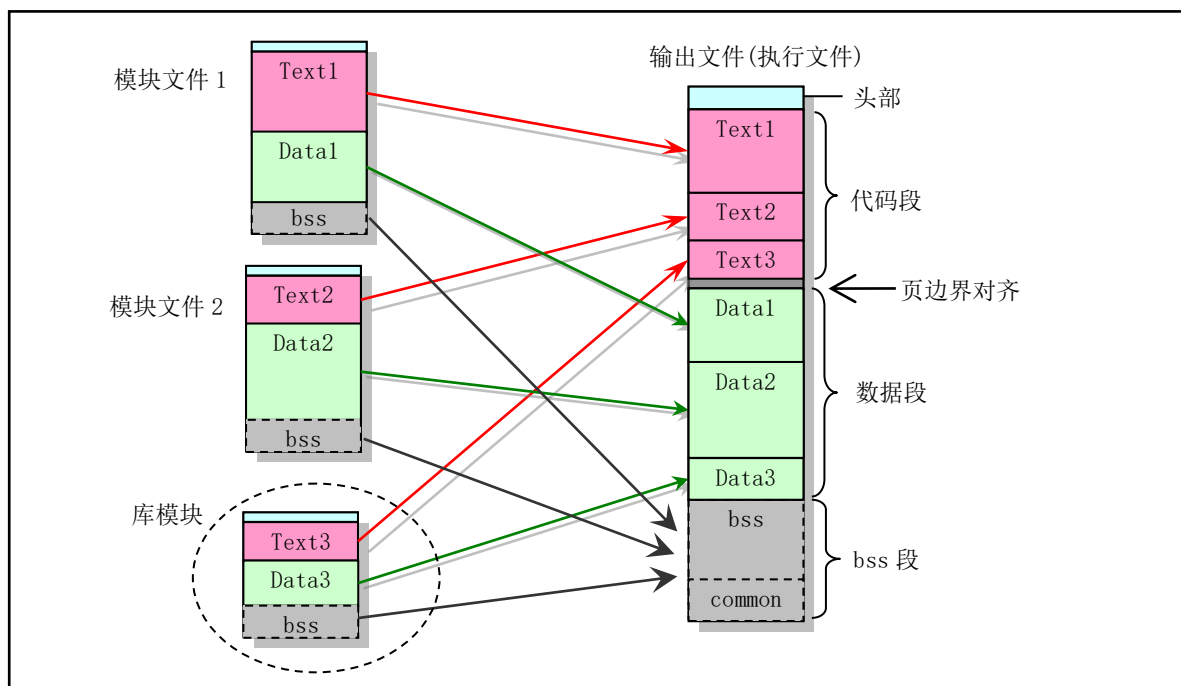 模块文件 1
Text1
Data1
bss
模块文件 2
Text2
Data2
bss
库模块
Text3
Data3
bss
输出文件(执行文件)
头部
Text1
Text2
Text3
代码段
页边界对齐
Data1
Data2
Data3
数据段
bss
common
bss 段